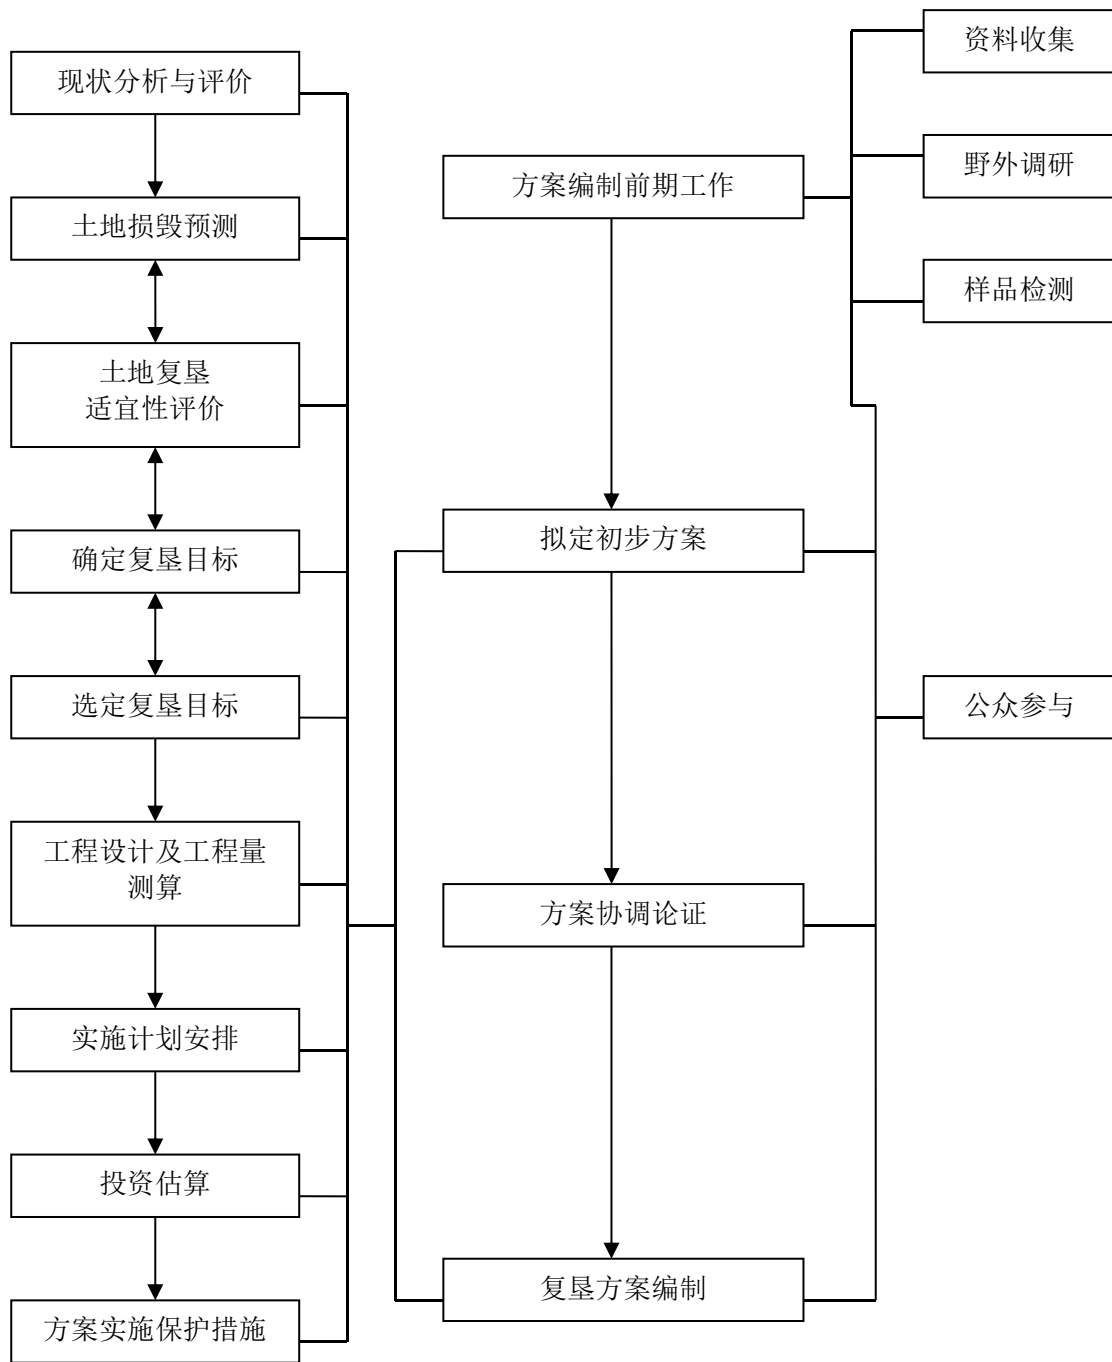 现状分析与评价
土地损毁预测
土地复垦
适宜性评价
确定复垦目标
选定复垦目标
工程设计及工程量
测算
实施计划安排
投资估算
方案实施保护措施
方案编制前期工作
拟定初步方案
方案协调论证
复垦方案编制
资料收集
野外调研
样品检测
公众参与